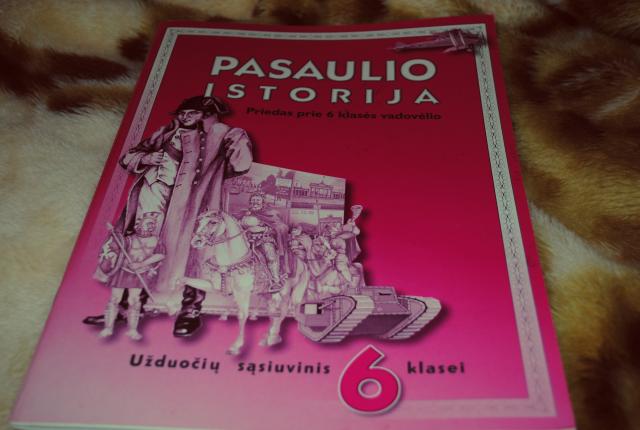 PASAULIO
ISTORIJA
Priedas prie 6 klasės vadovėlio
Užduočių sąsiuvinis 6 klasei